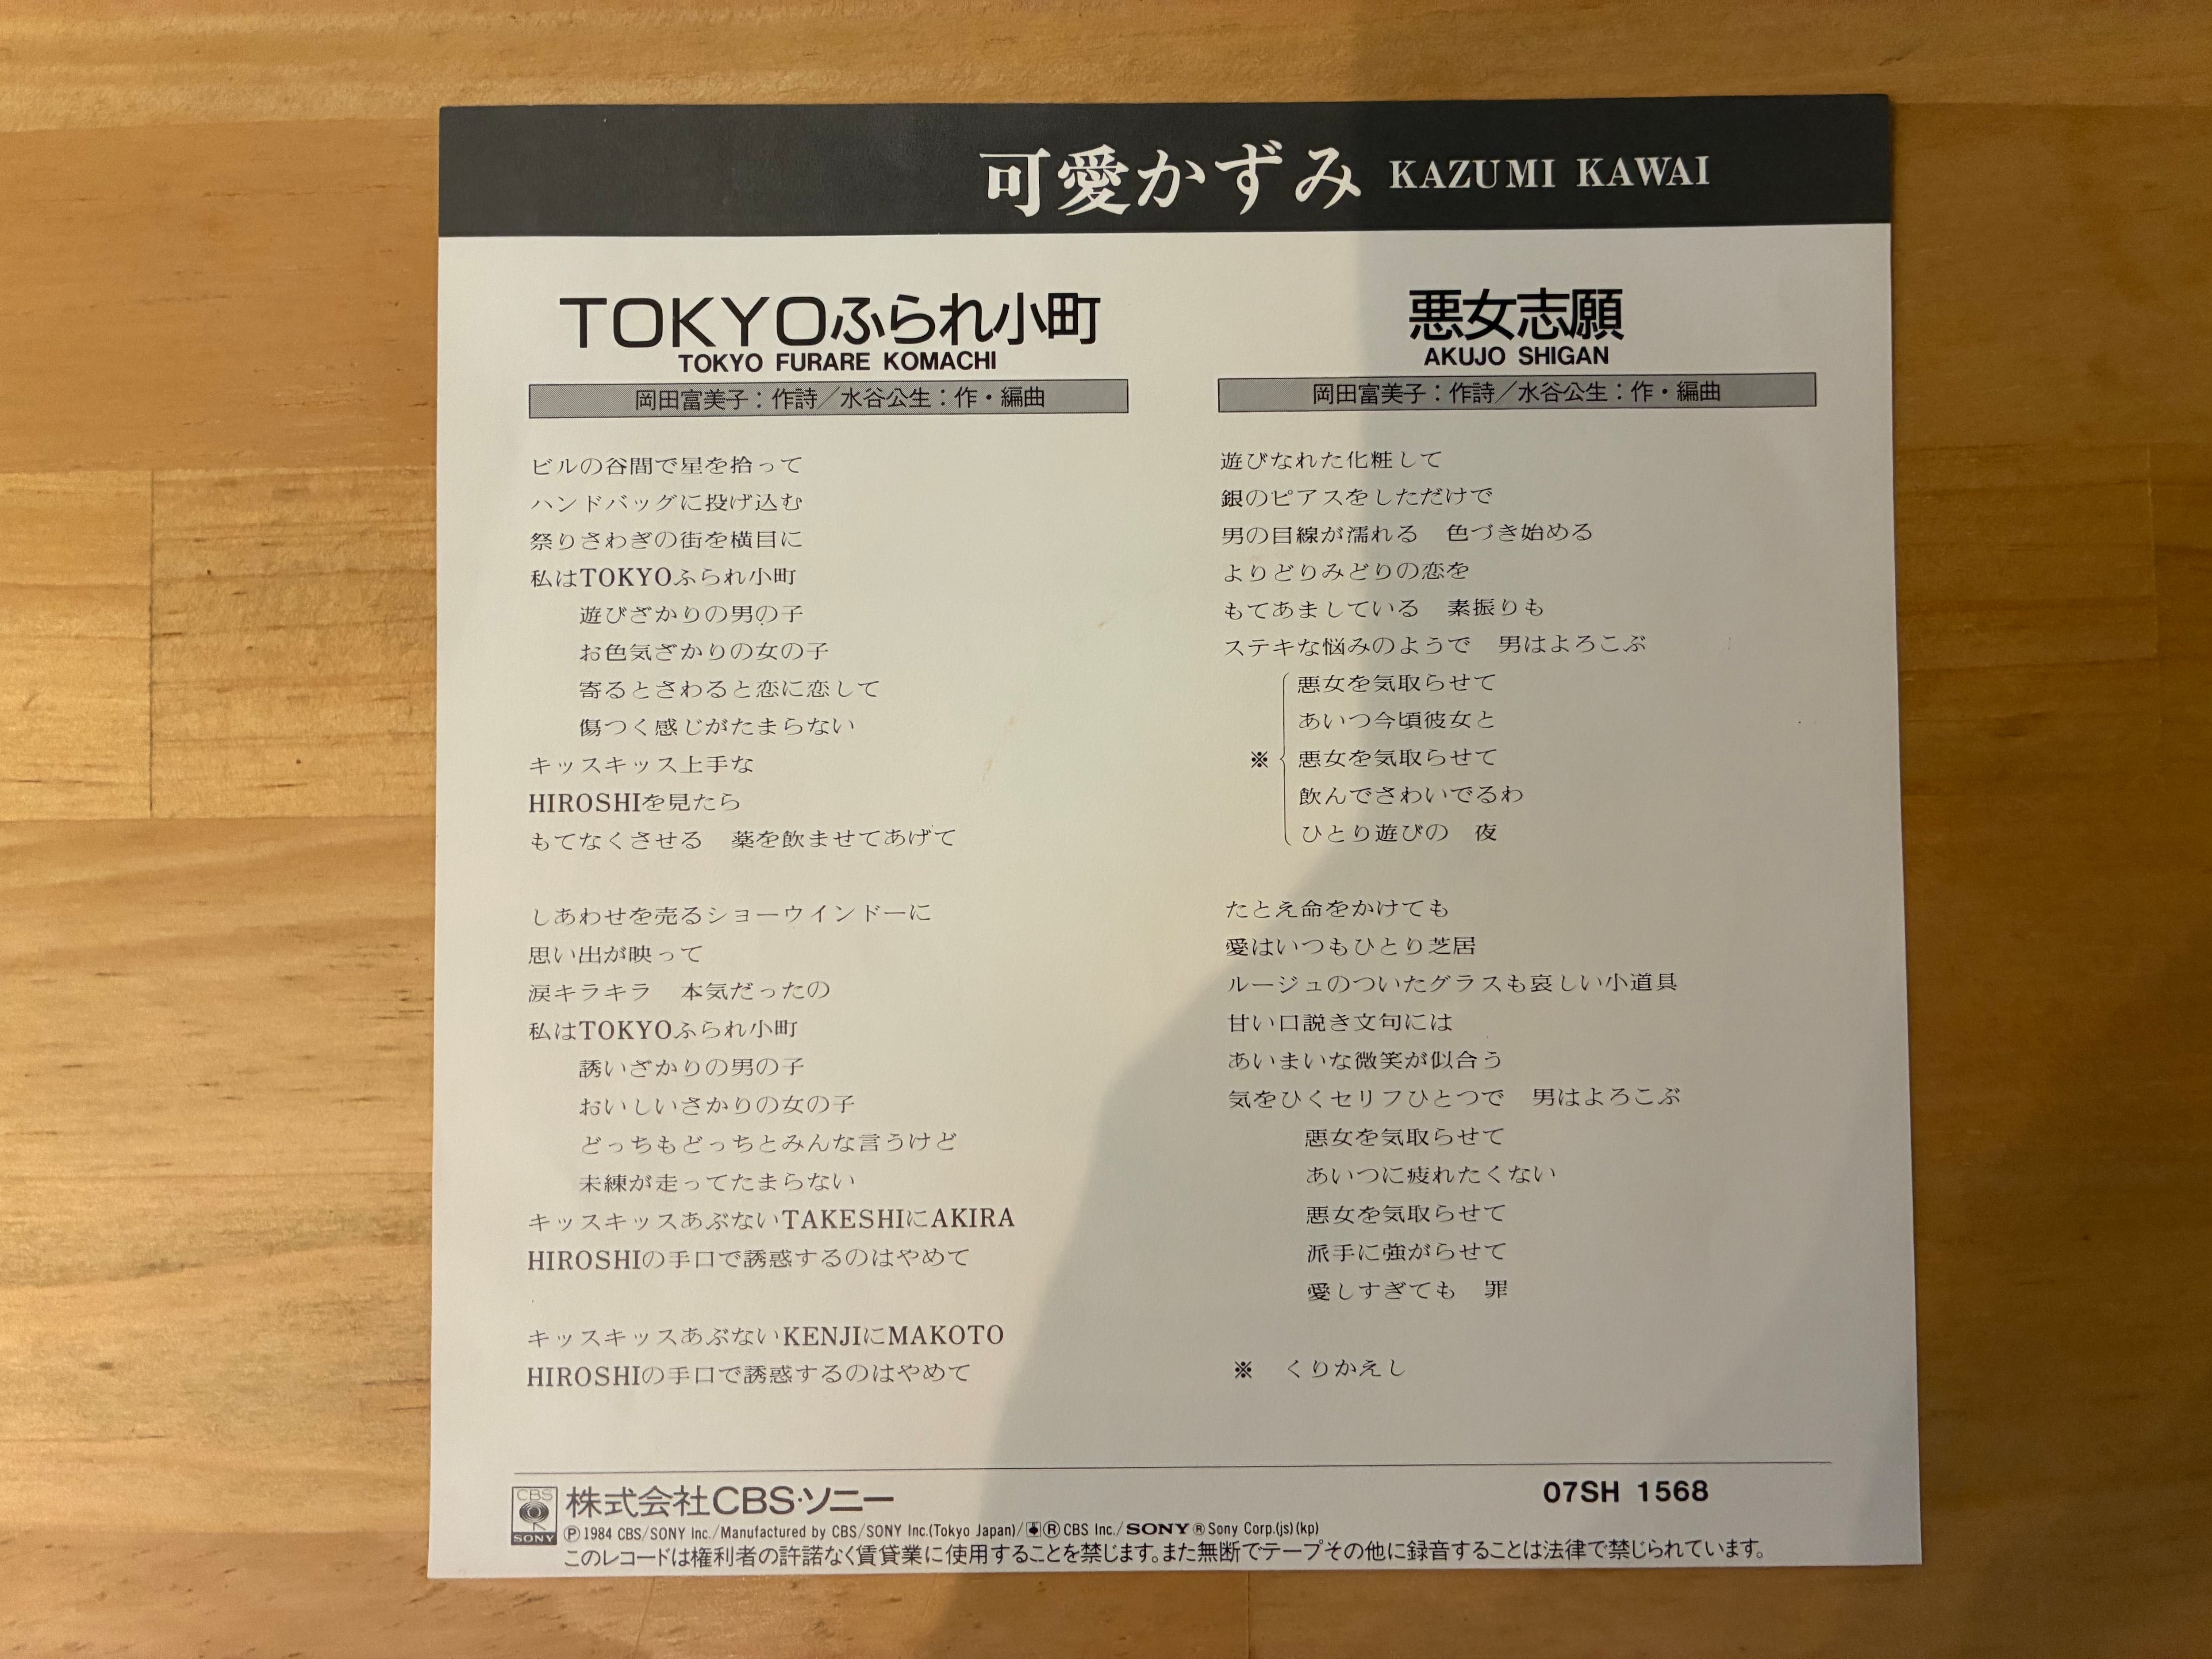 可愛かずみ KAZUMI KAWAI
TOKYOふられ小町
TOKYO FURARE KOMACHI
岡田富美子：作詩／水谷公生：作・編曲
ビルの谷間で星を拾って
ハンドバッグに投げ込む
祭りさわぎの街を横目に
私はTOKYOふられ小町
遊びざかりの男の子
お色気ざかりの女の子
寄るとさわると恋に恋して
傷つく感じがたまらない
キッスキッス上手な
HIROSHIを見たら
もてなくさせる　薬を飲ませてあげて
しあわせを売るショーウインドーに
思い出が映って
涙キラキラ　本気だったの
私はTOKYOふられ小町
誘いざかりの男の子
おいしいさかりの女の子
どっちもどっちとみんな言うけど
未練が走ってたまらない
キッスキッスあぶないTAKESHIにAKIRA
HIROSHIの手口で誘惑するのはやめて
キッスキッスあぶないKENJIにMAKOTO
HIROSHIの手口で誘惑するのはやめて
悪女志願
AKUJO SHIGAN
岡田富美子：作詩／水谷公生：作・編曲
遊びなれた化粧して
銀のピアスをしただけで
男の目線が濡れる　色づき始める
よりどりみどりの恋を
もてあましている　素振りも
ステキな悩みのようで　男はよろこぶ
悪女を気取らせて
あいつ今頃彼女と
※ 悪女を気取らせて
飲んでさわいでるわ
ひとり遊びの　夜
たとえ命をかけても
愛はいつもひとり芝居
ルージュのついたグラスも哀しい小道具
甘い口説き文句には
あいまいな微笑が似合う
気をひくセリフひとつで　男はよろこぶ
悪女を気取らせて
あいつに疲れたくない
悪女を気取らせて
派手に強がらせて
愛しすぎても　罪
※　くりかえし
CBS
SONY
株式会社CBS・ソニー
07SH 1568
Ⓟ1984 CBS/SONY Inc./Manufactured by CBS/SONY Inc.(Tokyo Japan)/®CBS Inc./SONY®Sony Corp.(js)(kp)
このレコードは権利者の許諾なく賃貸業に使用することを禁じます。また無断でテープその他に録音することは法律で禁じられています。